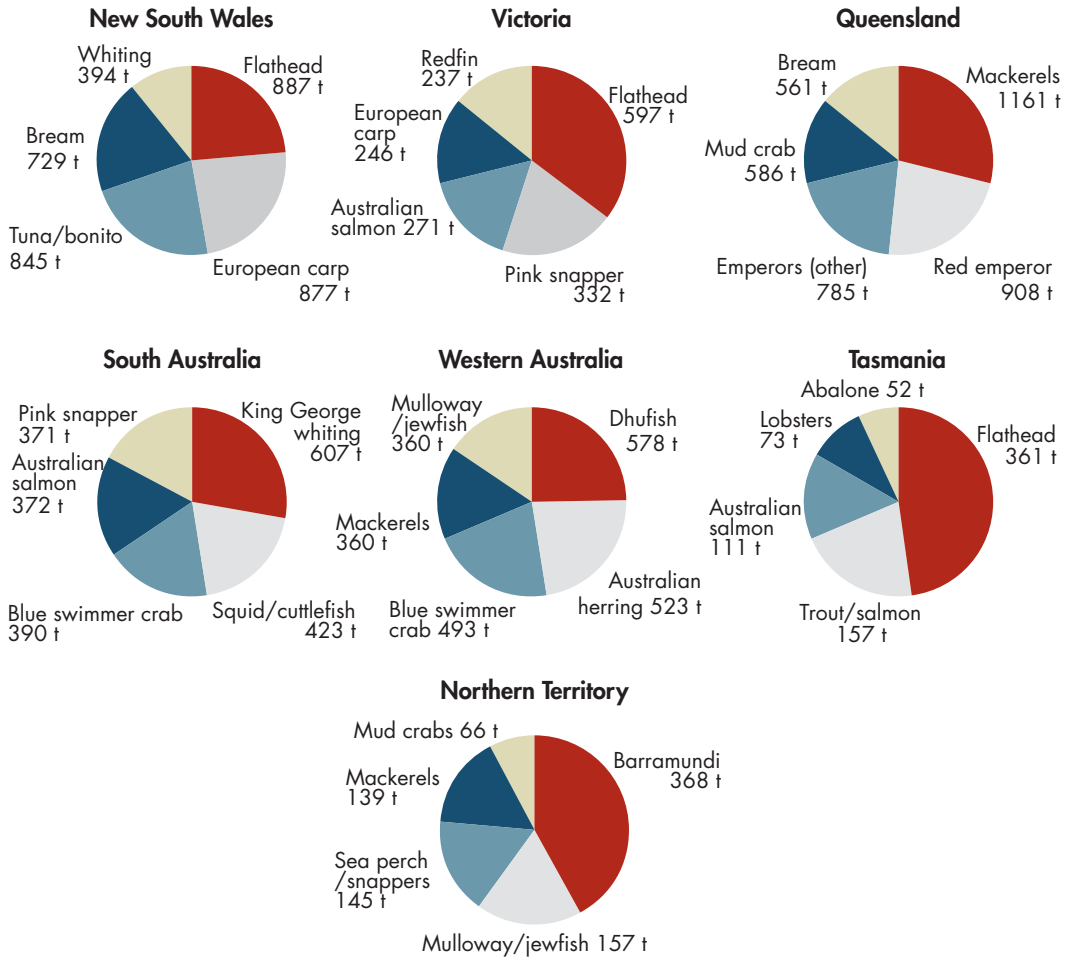 New South Wales
Whiting
394 t
Flathead
887 t
Bream
729 t
Tuna/bonito
845 t
European carp
877 t
Victoria
Redfin
237 t
Flathead
597 t
European
carp
246 t
Australian
salmon 271 t
Pink snapper
332 t
Queensland
Bream
561 t
Mackerels
1161 t
Mud crab
586 t
Emperors (other)
785 t
Red emperor
908 t
South Australia
Pink snapper
371 t
King George
whiting
607 t
Australian
salmon
372 t
Blue swimmer crab
390 t
Squid/cuttlefish
423 t
Western Australia
Mulloway
/jewfish
360 t
Dhufish
578 t
Mackerels
360 t
Blue swimmer
crab 493 t
Australian
herring 523 t
Tasmania
Abalone 52 t
Lobsters
73 t
Flathead
361 t
Australian
salmon
111 t
Trout/salmon
157 t
Northern Territory
Mud crabs 66 t
Barramundi
368 t
Mackerels
139 t
Sea perch
/snappers
145 t
Mulloway/jewfish 157 t